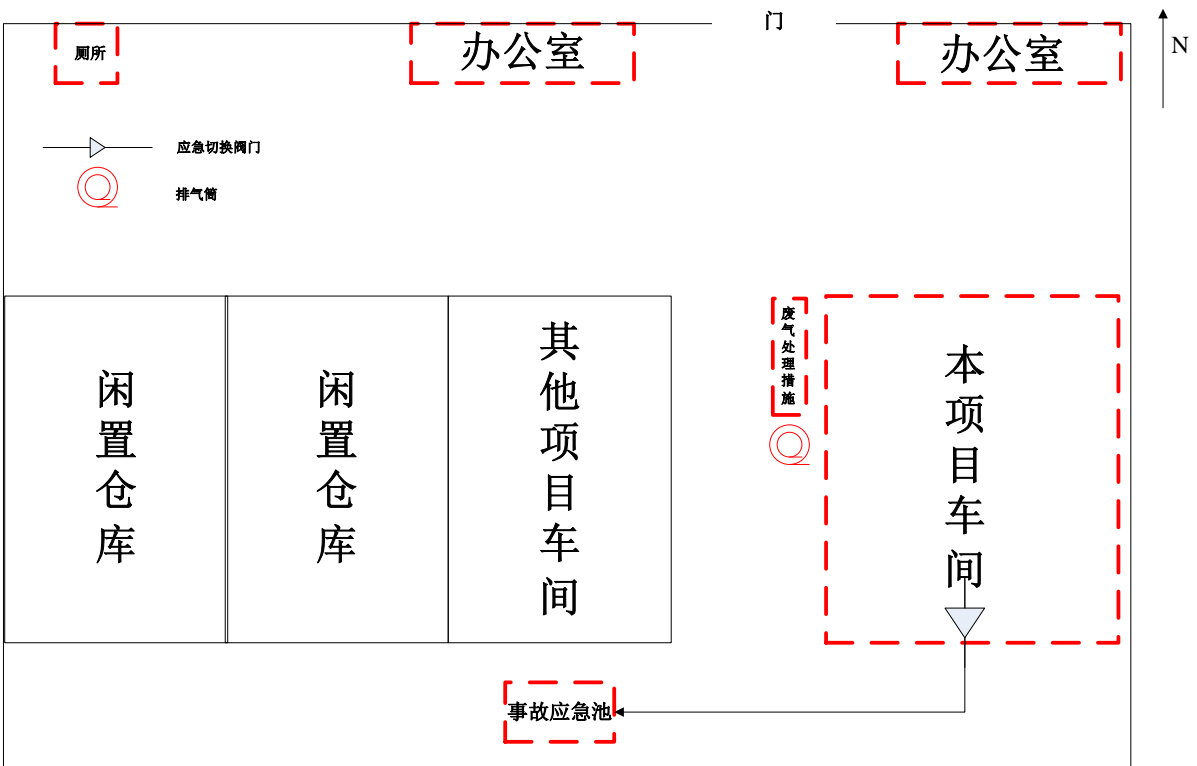 门
N
厕所
办公室
办公室
应急切换阀门
排气筒
闲置仓库
闲置仓库
其他项目车间
废气处理措施
本项目车间
事故应急池